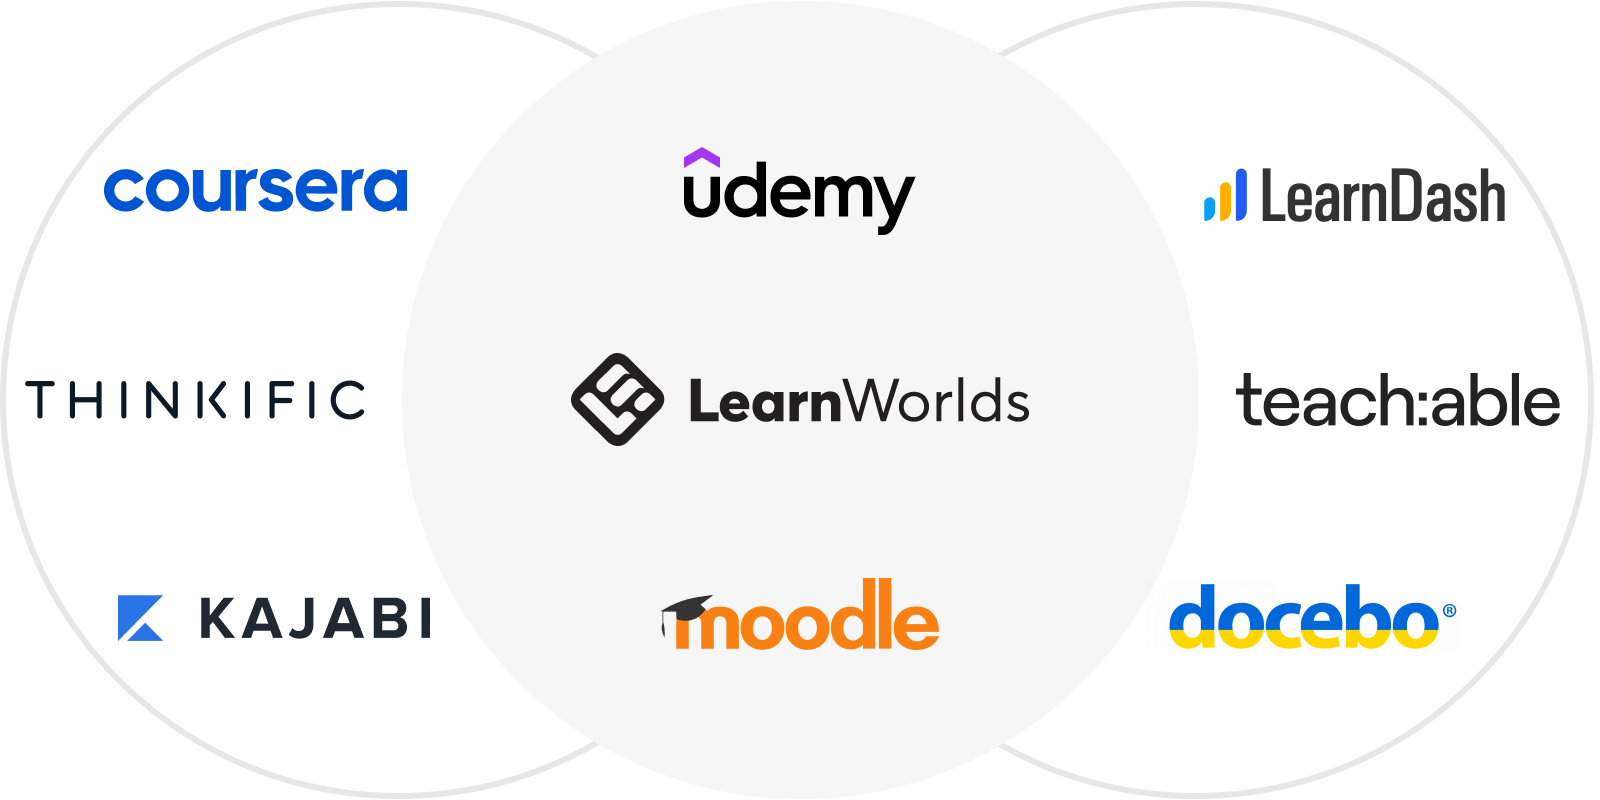 coursera
udemy
LearnDash
THINKIFIC
LearnWorlds
teach:able
KAJABI
moodle
docebo®